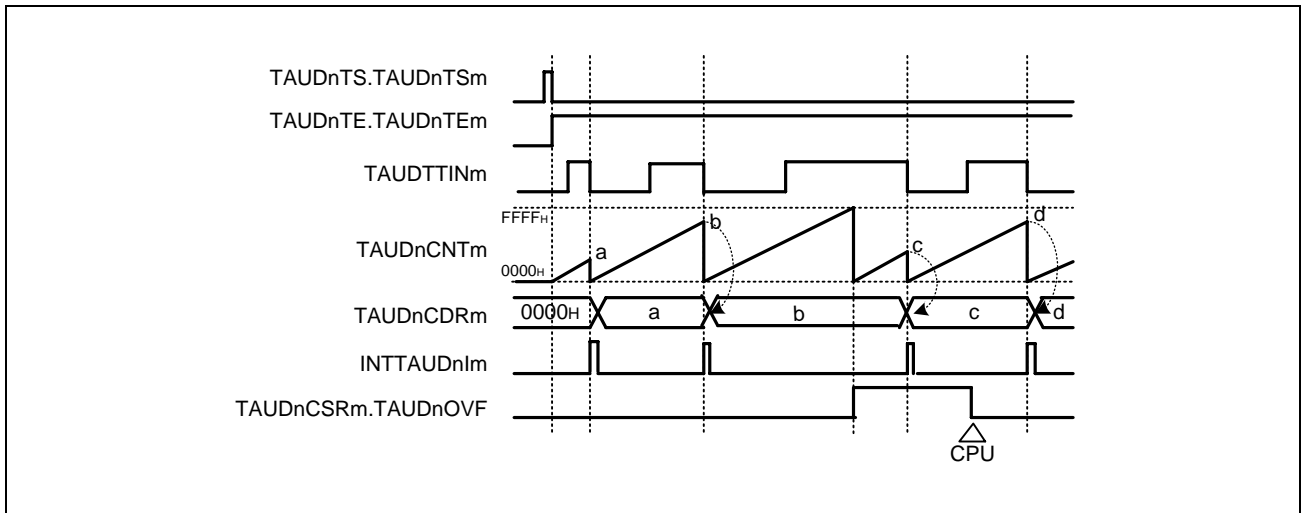 TAUDnTS.TAUDnTSm
TAUDnTE.TAUDnTEm
TAUDTTINm
FFFFH
b
d
TAUDnCNTm
a
c
0000H
TAUDnCDRm
0000H
a
b
c
d
INTTAUDnIm
TAUDnCSRm.TAUDnOVF
CPU